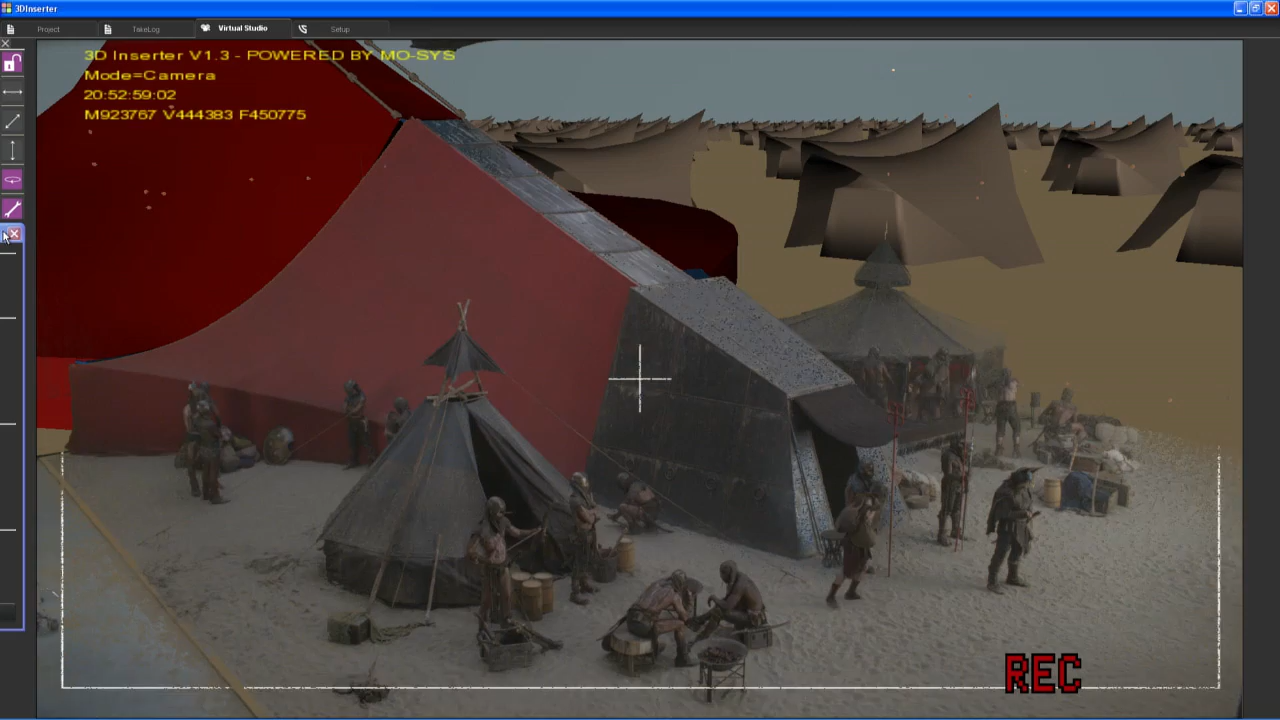 3DInserter
Project
TakeLog
Virtual Studio
Setup
3D Inserter V1.3 - POWERED BY MO-SYS
Mode=Camera
20:52:59:02
M923767 V444383 F450775
REC